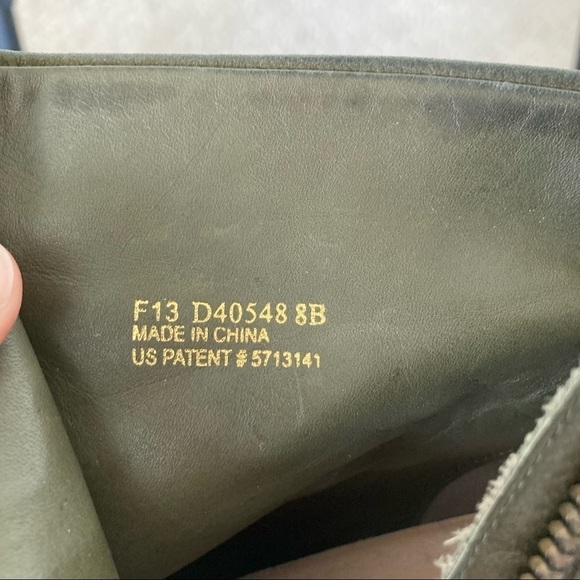 F13 D40548 8B
MADE IN CHINA
US PATENT # 5713141